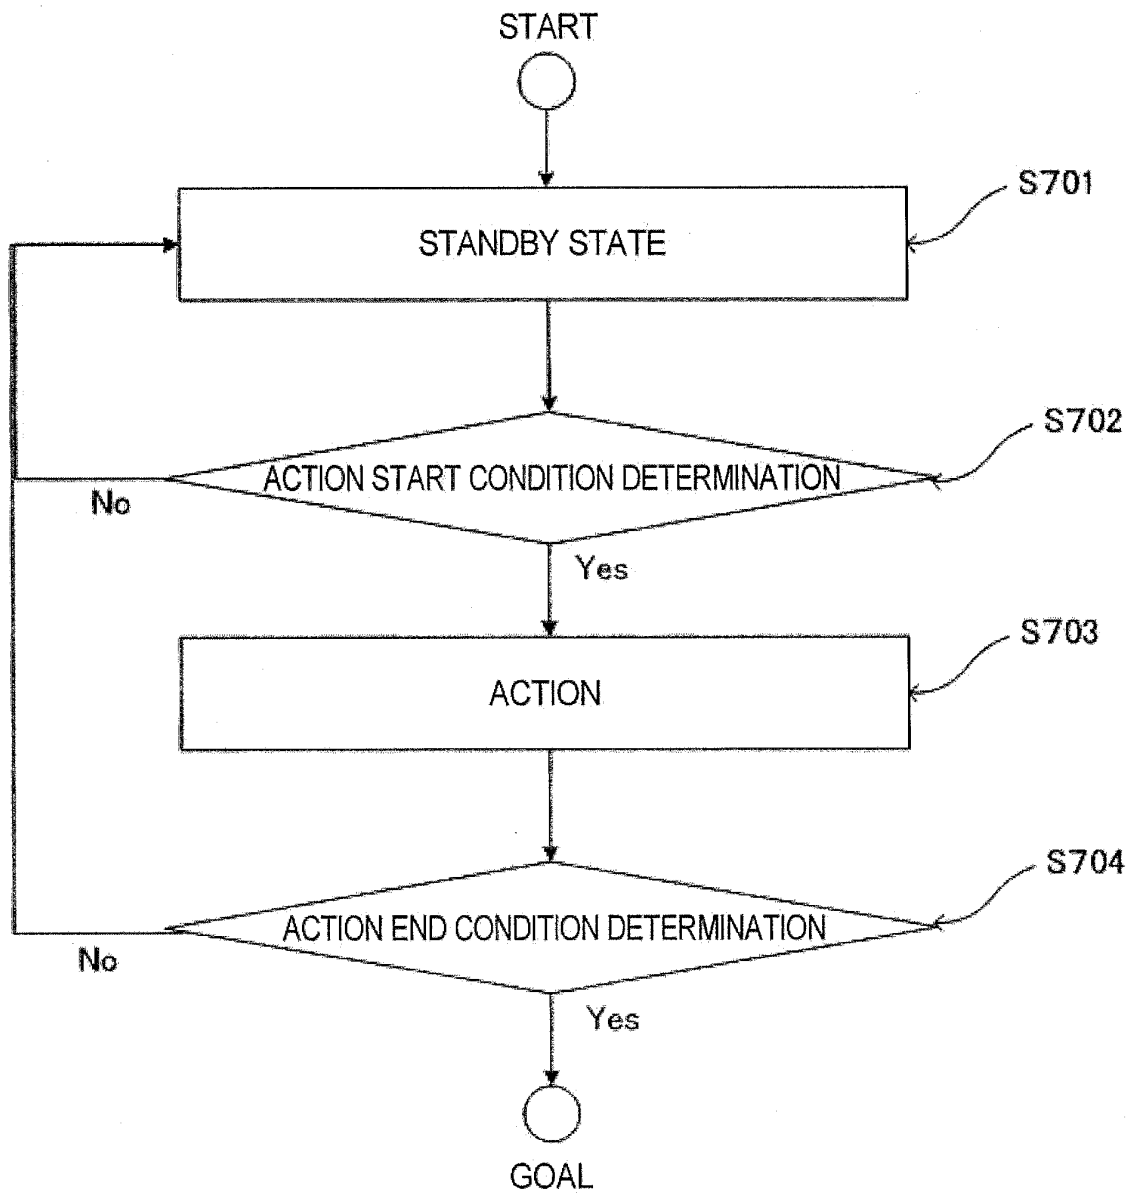 START
S701
STANDBY STATE
S702
ACTION START CONDITION DETERMINATION
No
Yes
S703
ACTION
S704
ACTION END CONDITION DETERMINATION
No
Yes
GOAL